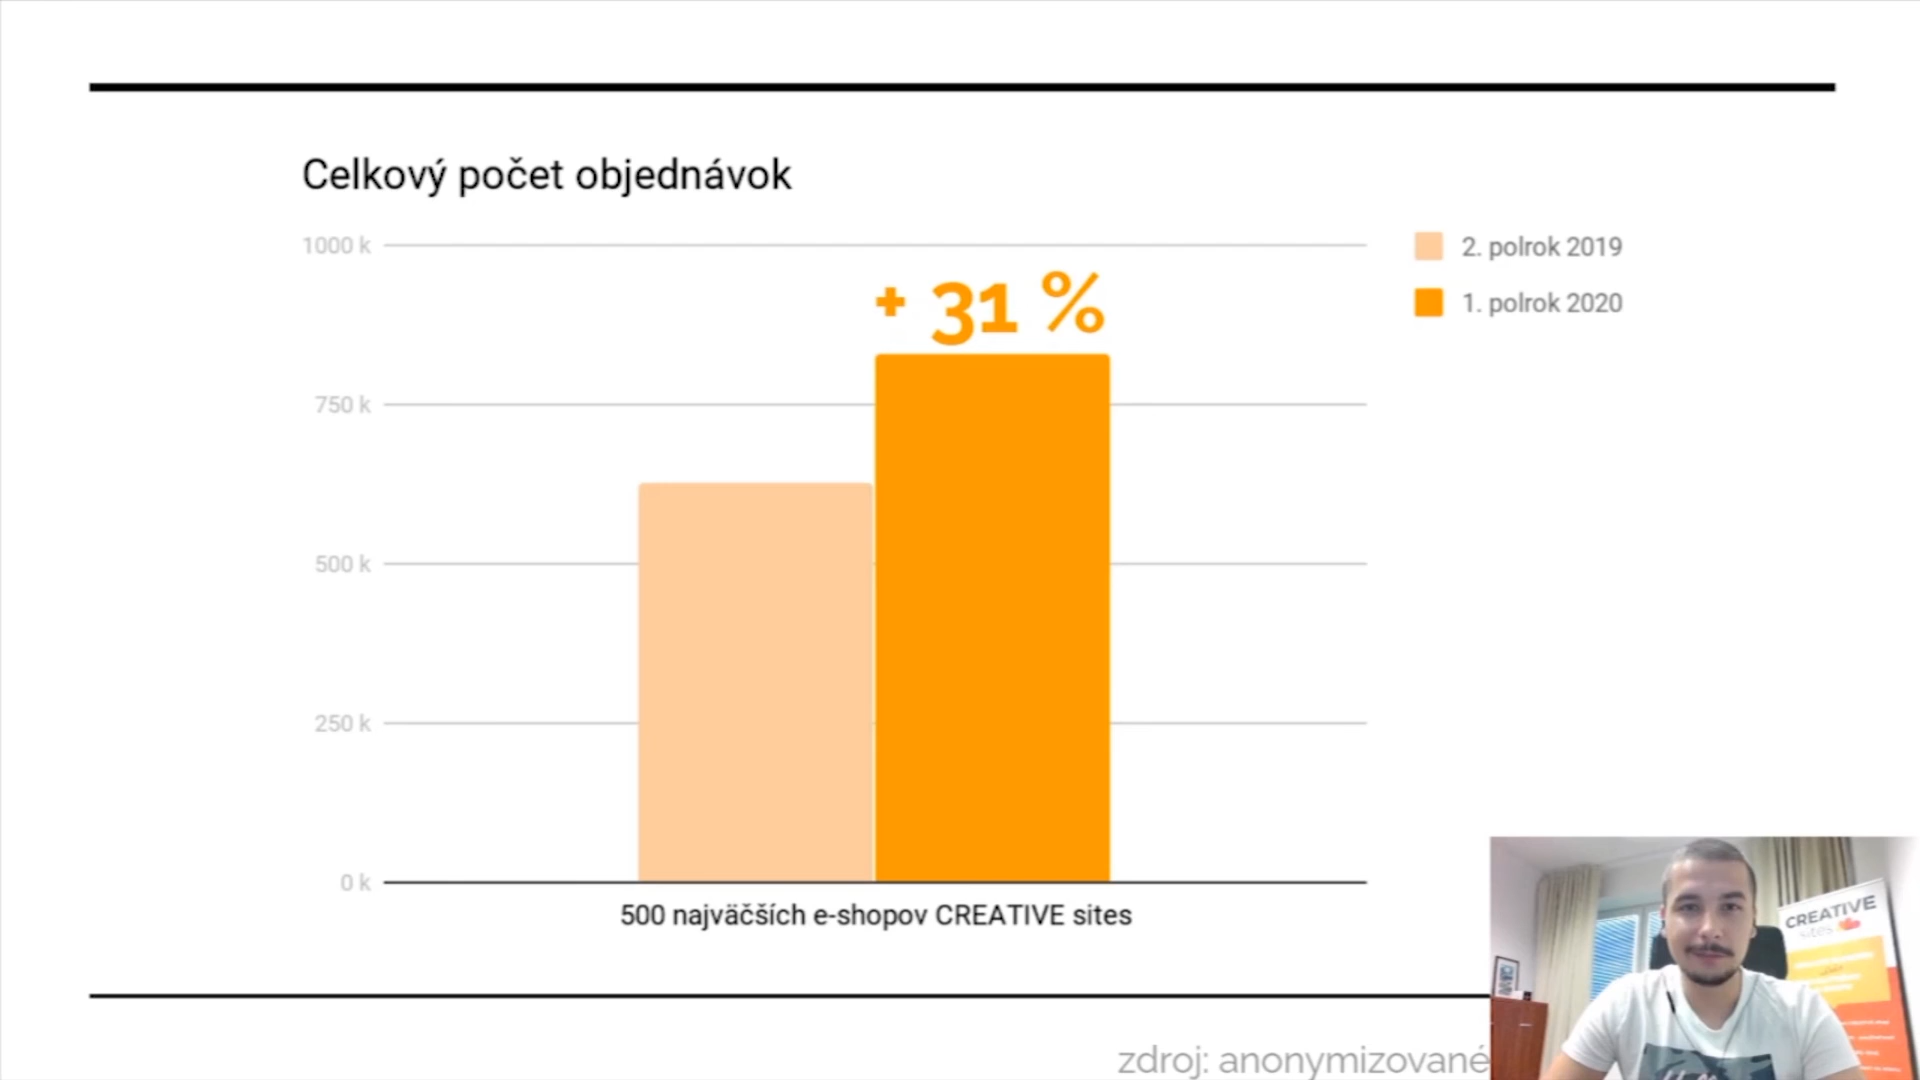 Celkový počet objednávok
1000 k
750 k
500 k
250 k
0 k
+ 31 %
2. polrok 2019
1. polrok 2020
500 najväčších e-shopov CREATIVE sites
zdroj: anonymizované
CREATIVE
sites